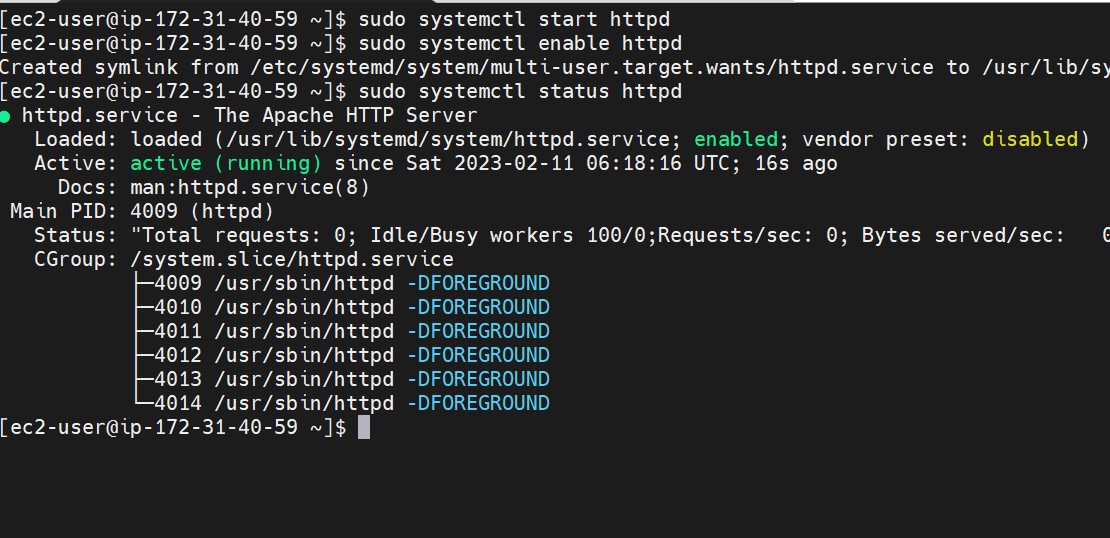 [ec2-user@ip-172-31-40-59 ~]$ sudo systemctl start httpd
[ec2-user@ip-172-31-40-59 ~]$ sudo systemctl enable httpd
Created symlink from /etc/systemd/system/multi-user.target.wants/httpd.service to /usr/lib/sy
[ec2-user@ip-172-31-40-59 ~]$ sudo systemctl status httpd
● httpd.service - The Apache HTTP Server
   Loaded: loaded (/usr/lib/systemd/system/httpd.service; enabled; vendor preset: disabled)
   Active: active (running) since Sat 2023-02-11 06:18:16 UTC; 16s ago
     Docs: man:httpd.service(8)
 Main PID: 4009 (httpd)
   Status: "Total requests: 0; Idle/Busy workers 100/0;Requests/sec: 0; Bytes served/sec:   0
   CGroup: /system.slice/httpd.service
           ├─4009 /usr/sbin/httpd -DFOREGROUND
           ├─4010 /usr/sbin/httpd -DFOREGROUND
           ├─4011 /usr/sbin/httpd -DFOREGROUND
           ├─4012 /usr/sbin/httpd -DFOREGROUND
           ├─4013 /usr/sbin/httpd -DFOREGROUND
           └─4014 /usr/sbin/httpd -DFOREGROUND
[ec2-user@ip-172-31-40-59 ~]$